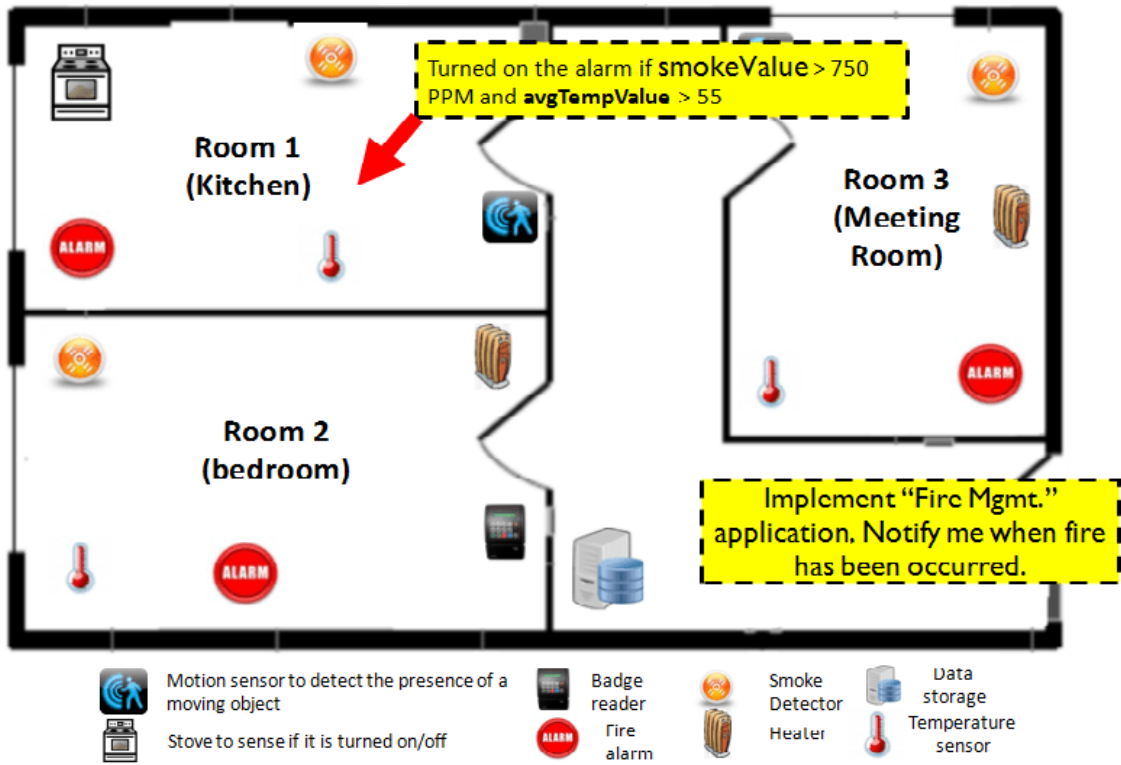 Turned on the alarm if smokeValue > 750
PPM and avgTempValue > 55
Room 1
(Kitchen)
ALARM
Room 3
(Meeting
Room)
ALARM
Room 2
(bedroom)
ALARM
Implement “Fire Mgmt.”
application, Notify me when fire
has been occurred.
Motion sensor to detect the presence of a
moving object
Stove to sense if it is turned on/off
Badge
reader
ALARM
Fire
alarm
Smoke
Detector
Heater
Data
storage
Temperature
sensor